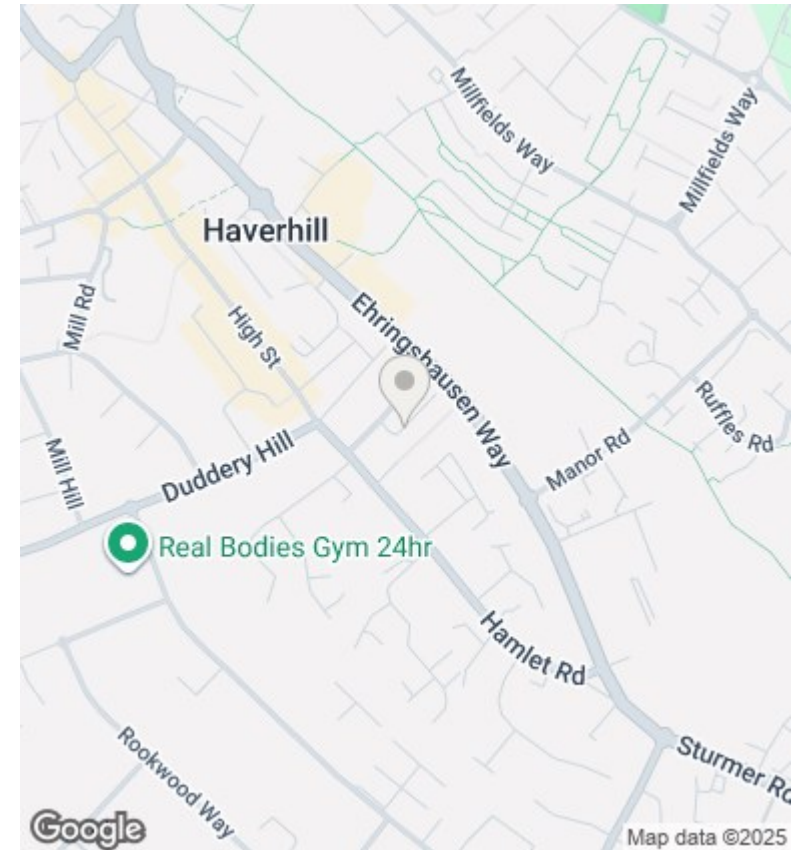 Millfields Way
Millfields Way
Haverhill
Mill Rd
High St
Ehringshausen Way
Ruffles Rd
Manor Rd
Mill Hill
Duddery Hill
Real Bodies Gym 24hr
Hamlet Rd
Rookwood Way
Sturmer Rd
Google
Map data ©2025